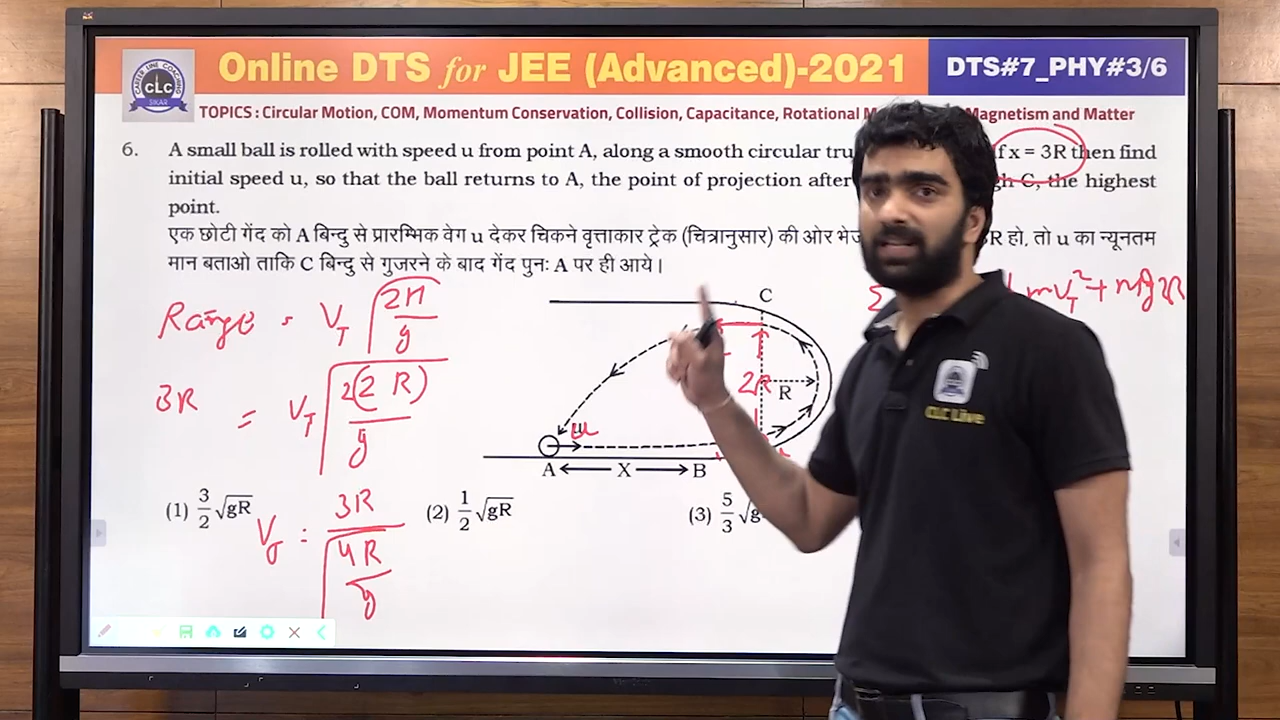 Online DTS for JEE (Advanced)-2021
DTS#7_PHY#3/6
CLC
SIKAR
TOPICS : Circular Motion, COM, Momentum Conservation, Collision, Capacitance, Rotational Magnetism and Matter
6. A small ball is rolled with speed u from point A, along a smooth circular x = 3R then find
initial speed u, so that the ball returns to A, the point of projection after C, the highest
point.
एक छोटी गेंद को A बिन्दु से प्रारम्भिक वेग u देकर चिकने वृत्ताकार ट्रेक (चित्रानुसार) की ओर हो, तो u का न्यूनतम
मान बताओ ताकि C बिन्दु से गुजरने के बाद गेंद पुनः A पर ही आये।
Range = V_T √(2H/g)
3R = V_T √(2(2R)/g)
V_T = 3R/√(4R/g)
mV_T² + mg2R
C
2R
R
u
A X B
(1) 3/2 √gR (2) 1/2 √gR (3) 5/3
CLC Live